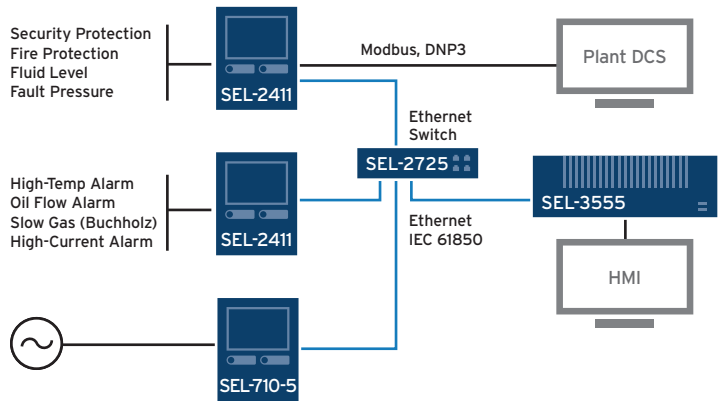 Security Protection
Fire Protection
Fluid Level
Fault Pressure
SEL-2411
Modbus, DNP3
Plant DCS
Ethernet
Switch
SEL-2725
High-Temp Alarm
Oil Flow Alarm
Slow Gas (Buchholz)
High-Current Alarm
SEL-2411
Ethernet
IEC 61850
SEL-3555
HMI
SEL-710-5